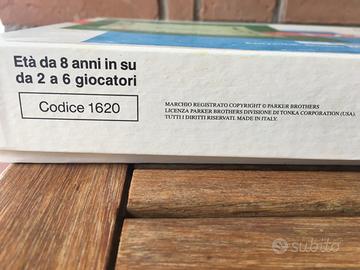 Età da 8 anni in su
da 2 a 6 giocatori
Codice 1620
MARCHIO REGISTRATO COPYRIGHT © PARKER BROTHERS
LICENZA PARKER BROTHERS DIVISIONE DI TONKA CORPORATION (USA).
TUTTI I DIRITTI RISERVATI. MADE IN ITALY.
subito